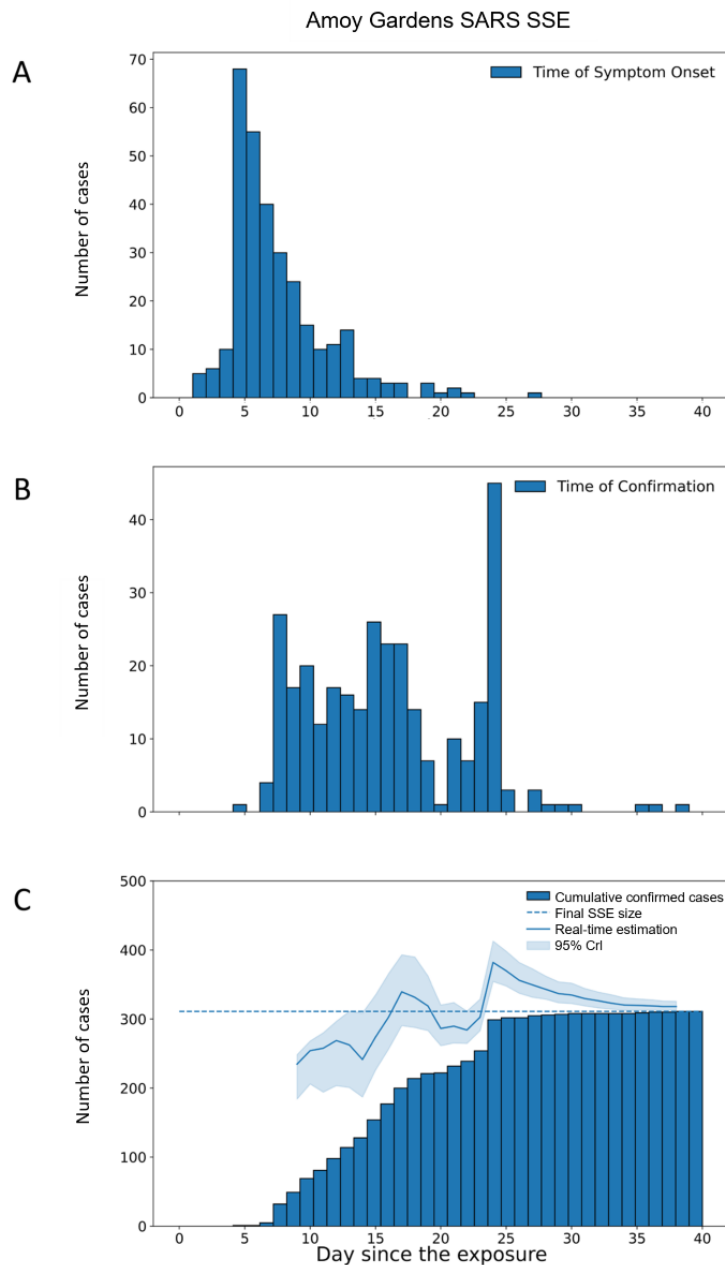 Amoy Gardens SARS SSE
A
Time of Symptom Onset
Number of cases
70
60
50
40
30
20
10
0
0 5 10 15 20 25 30 35 40
B
Time of Confirmation
Number of cases
40
30
20
10
0
C
Cumulative confirmed cases
Final SSE size
Real-time estimation
95% CrI
Number of cases
500
400
300
200
100
0
0 5 10 15 20 25 30 35 40
Day since the exposure